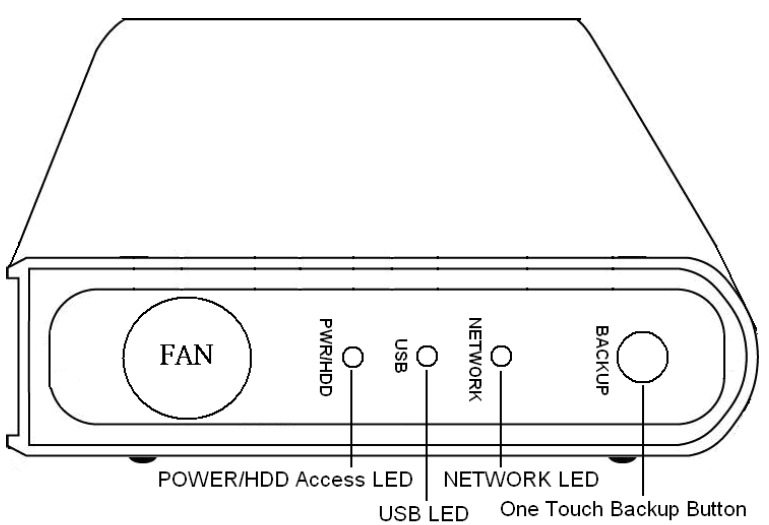 FAN
PWR/HDD
USB
NETWORK
BACKUP
POWER/HDD Access LED
NETWORK LED
USB LED
One Touch Backup Button